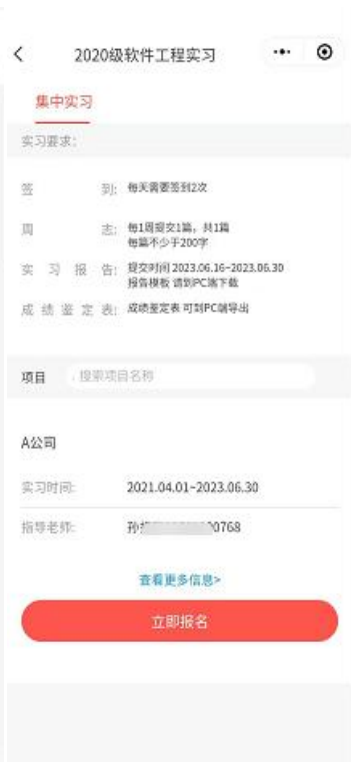 2020级软件工程实习
集中实习
实习要求:
签到: 每天需要签到2次
周志: 每1周提交1篇，共1篇
每篇不少于200字
实习报告: 提交时间 2023.06.16~2023.06.30
报告模板 请到PC端下载
成绩鉴定表: 成绩鉴定表 可到PC端导出
项目 搜索项目名称
A公司
实习时间: 2021.04.01~2023.06.30
指导老师: 孙 0768
查看更多信息>
立即报名